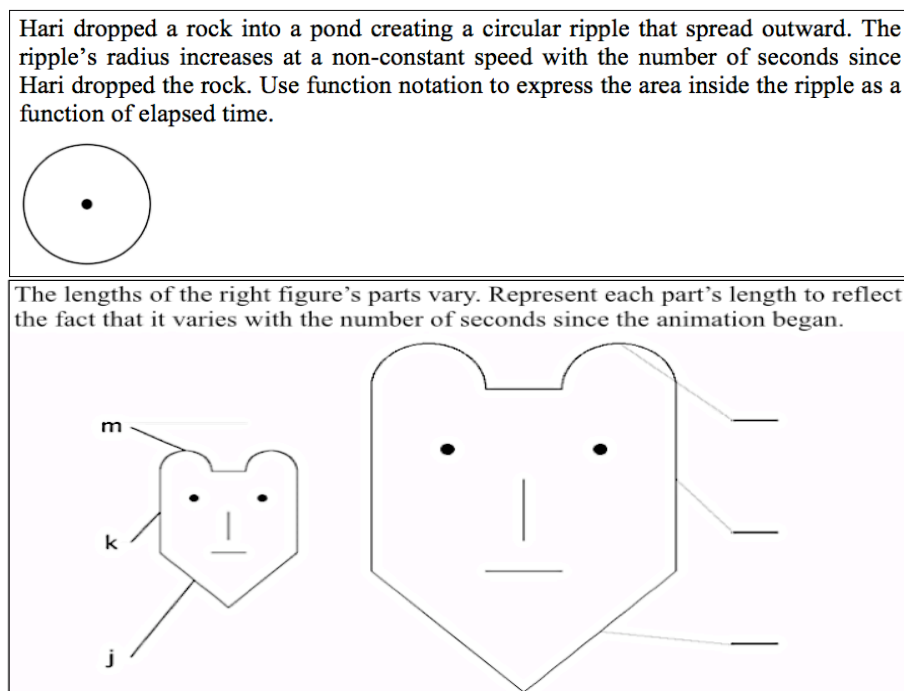 Hari dropped a rock into a pond creating a circular ripple that spread outward. The
ripple’s radius increases at a non-constant speed with the number of seconds since
Hari dropped the rock. Use function notation to express the area inside the ripple as a
function of elapsed time.
The lengths of the right figure’s parts vary. Represent each part’s length to reflect
the fact that it varies with the number of seconds since the animation began.
m
k
j